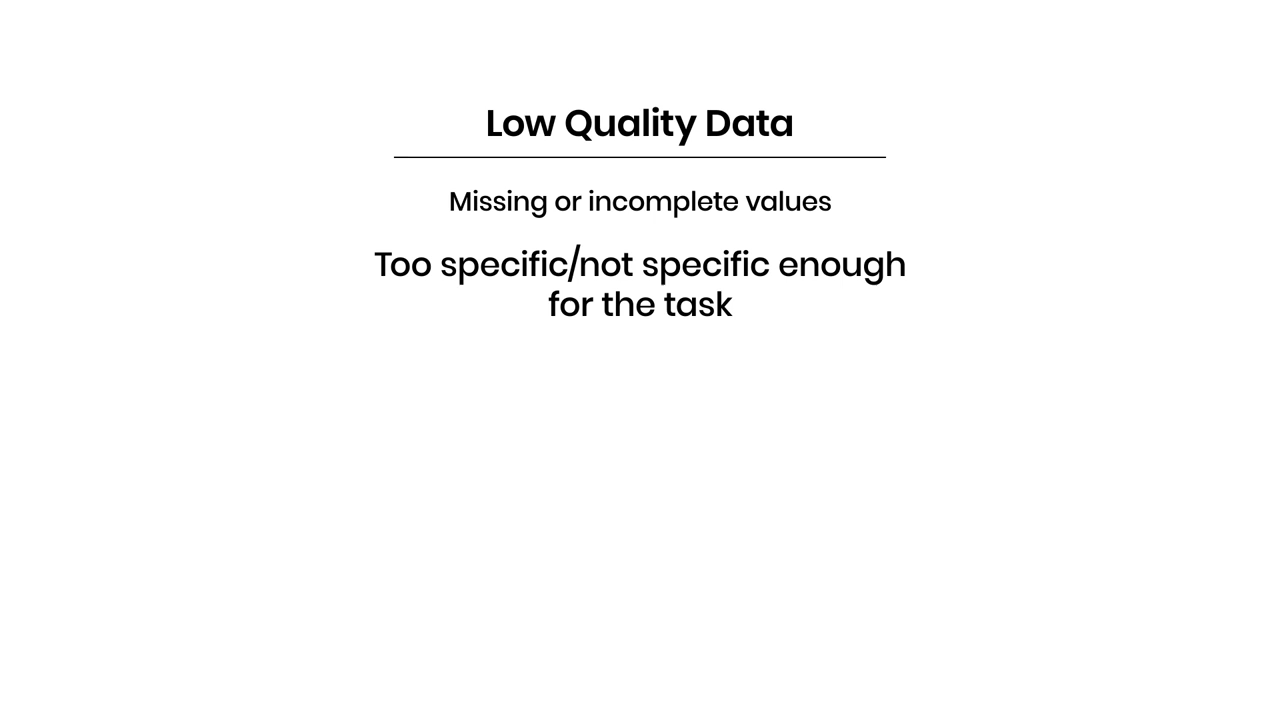 Low Quality Data
Missing or incomplete values
Too specific/not specific enough
for the task